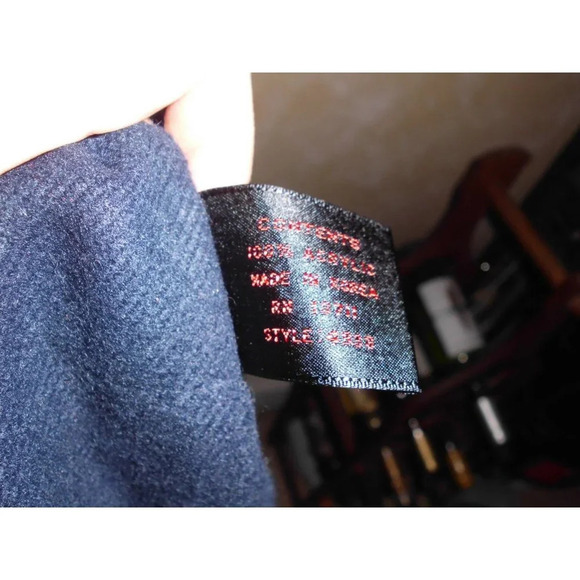 CONTENTS
100% ACRYLIC
MADE IN KOREA
RN
STYLE